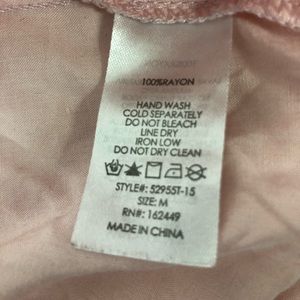 100%RAYON
HAND WASH
COLD SEPARATELY
DO NOT BLEACH
LINE DRY
IRON LOW
DO NOT DRY CLEAN
STYLE#: 5295ST-15
SIZE: M
RN#: 162449
MADE IN CHINA